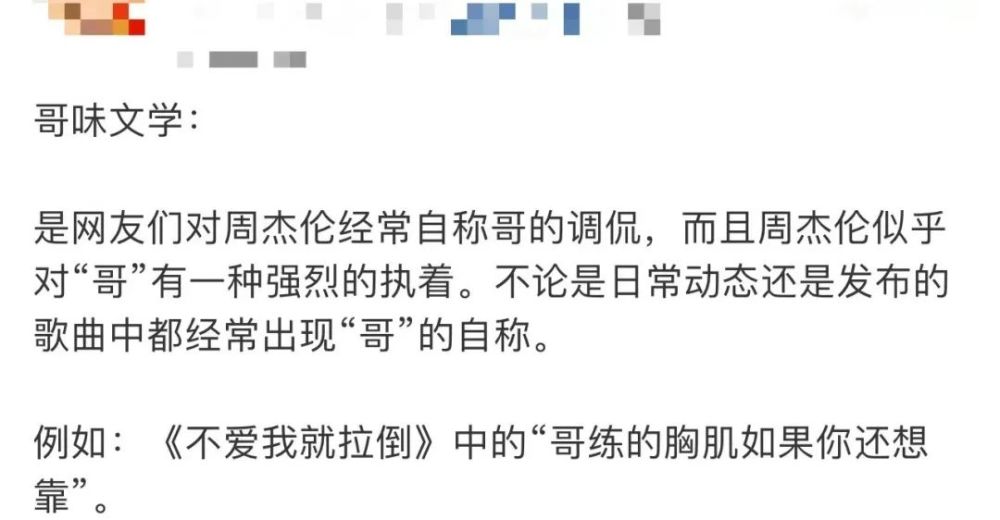 哥味文学：
是网友们对周杰伦经常自称哥的调侃，而且周杰伦似乎
对“哥”有一种强烈的执着。不论是日常动态还是发布的
歌曲中都经常出现“哥”的自称。
例如：《不爱我就拉倒》中的“哥练的胸肌如果你还想
靠”。